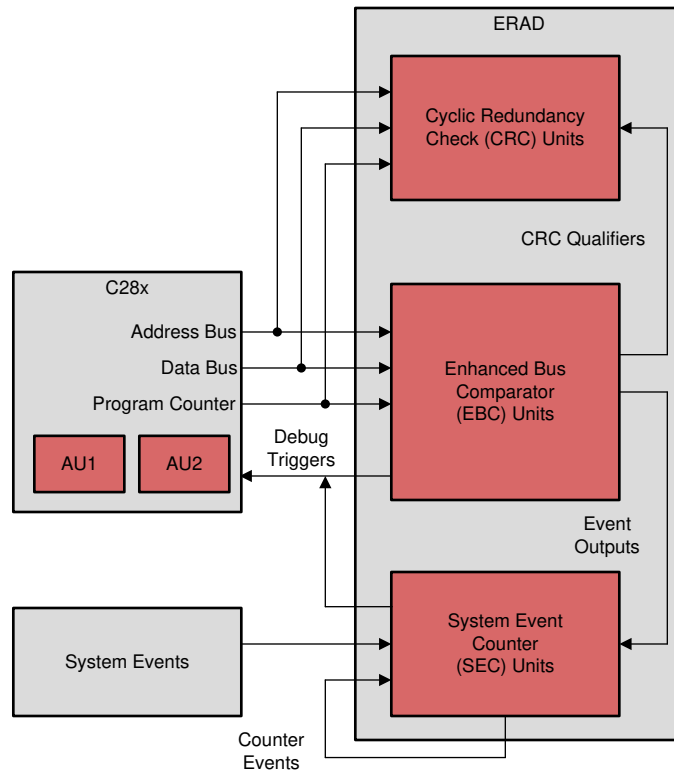 ERAD
Cyclic Redundancy
Check (CRC) Units
CRC Qualifiers
C28x
Address Bus
Data Bus
Program Counter
AU1
AU2
Enhanced Bus
Comparator
(EBC) Units
Debug
Triggers
Event
Outputs
System Events
System Event
Counter
(SEC) Units
Counter
Events